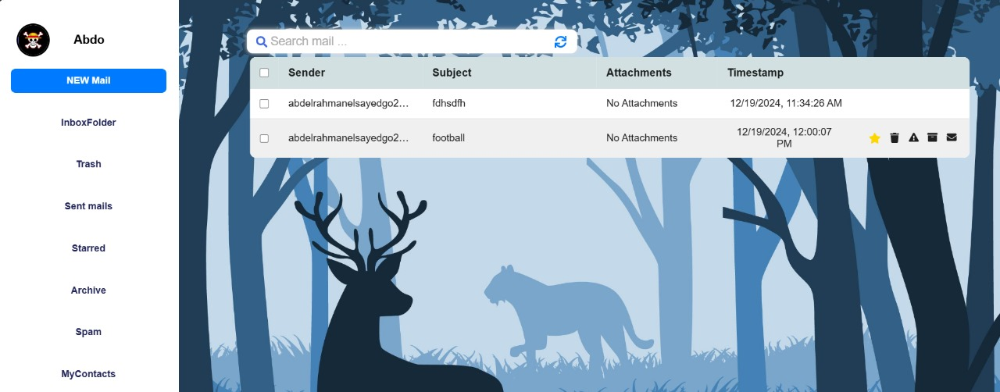 Abdo
NEW Mail
InboxFolder
Trash
Sent mails
Starred
Archive
Spam
MyContacts
Search mail ...
Sender Subject Attachments Timestamp
abdelrahmanelsayedgo2... fdhsdfh No Attachments 12/19/2024, 11:34:26 AM
abdelrahmanelsayedgo2... football No Attachments 12/19/2024, 12:00:07
PM